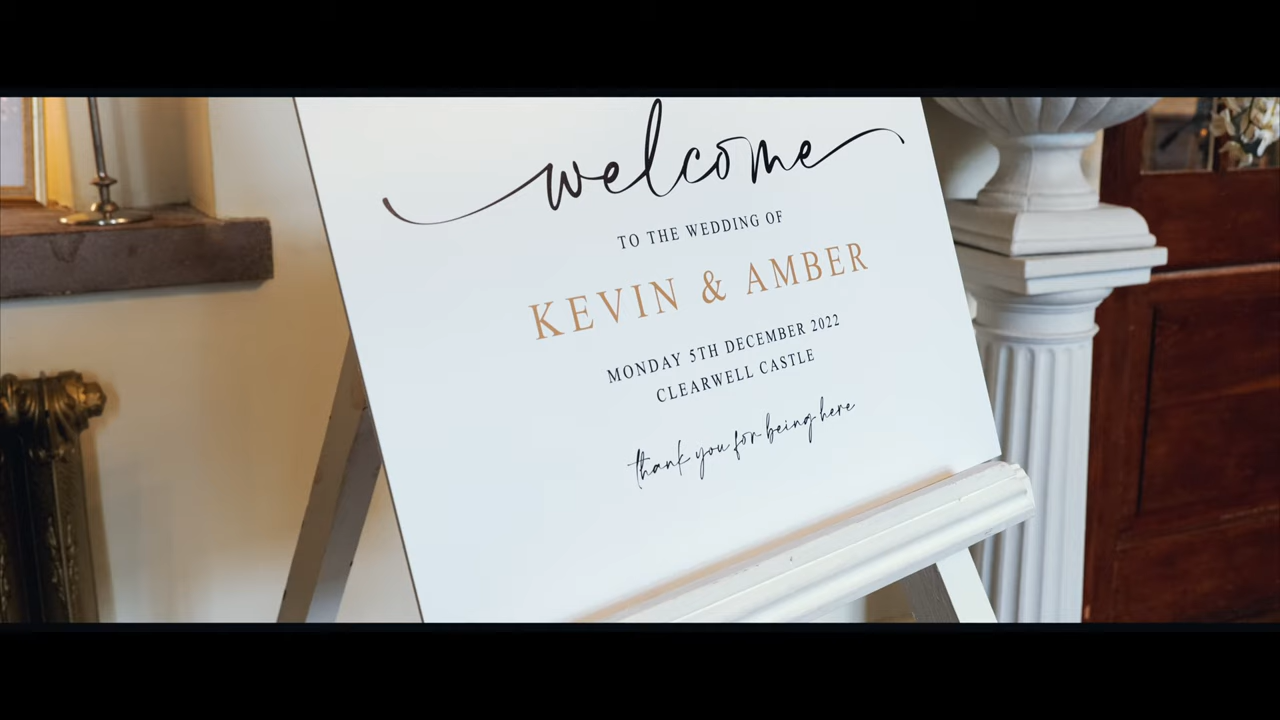 welcome
TO THE WEDDING OF
KEVIN & AMBER
MONDAY 5TH DECEMBER 2022
CLEARWELL CASTLE
thank you for being here